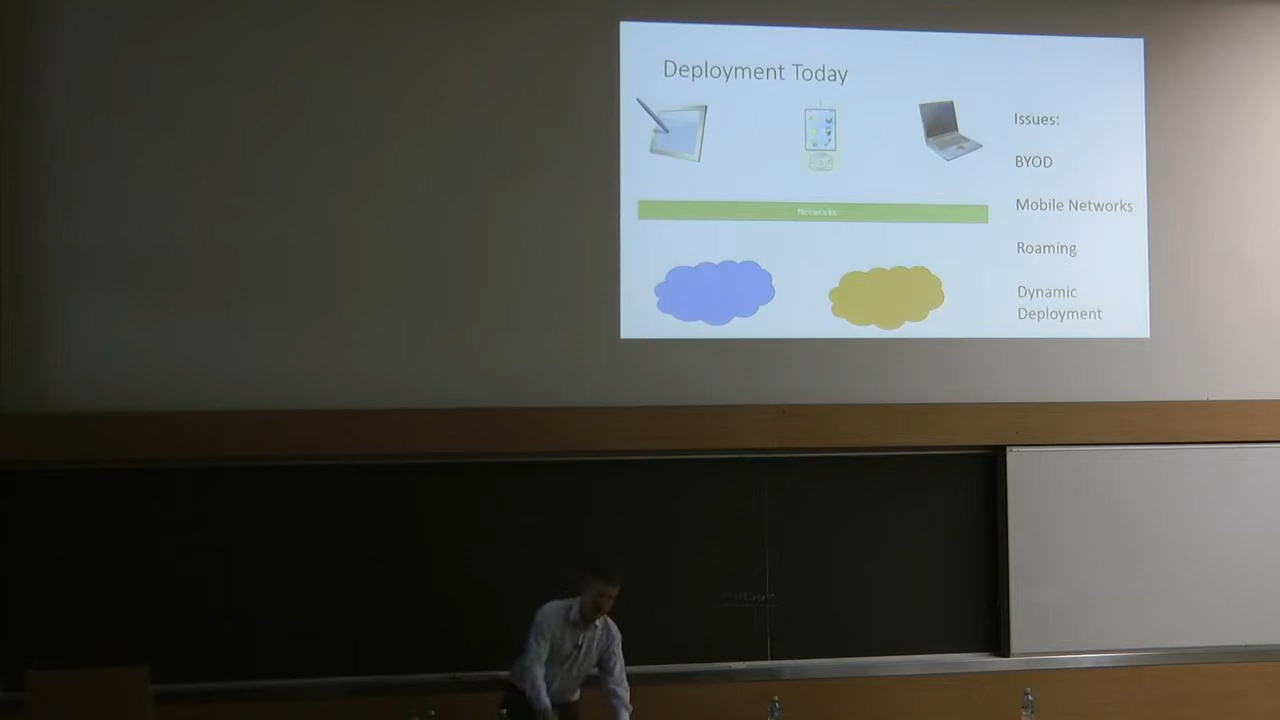 Deployment Today
Issues:
BYOD
Mobile Networks
Networks
Roaming
Dynamic
Deployment